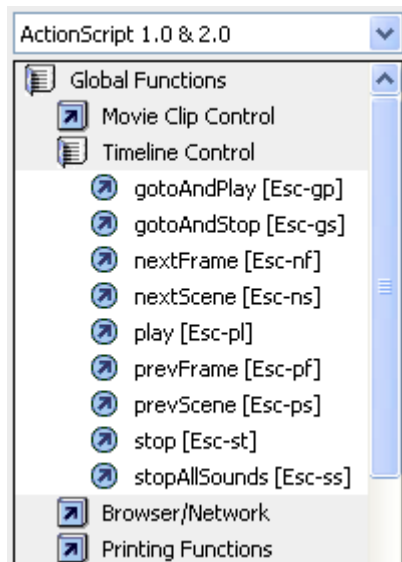 ActionScript 1.0 & 2.0
Global Functions
Movie Clip Control
Timeline Control
gotoAndPlay [Esc-gp]
gotoAndStop [Esc-gs]
nextFrame [Esc-nf]
nextScene [Esc-ns]
play [Esc-pl]
prevFrame [Esc-pf]
prevScene [Esc-ps]
stop [Esc-st]
stopAllSounds [Esc-ss]
Browser/Network
Printing Functions